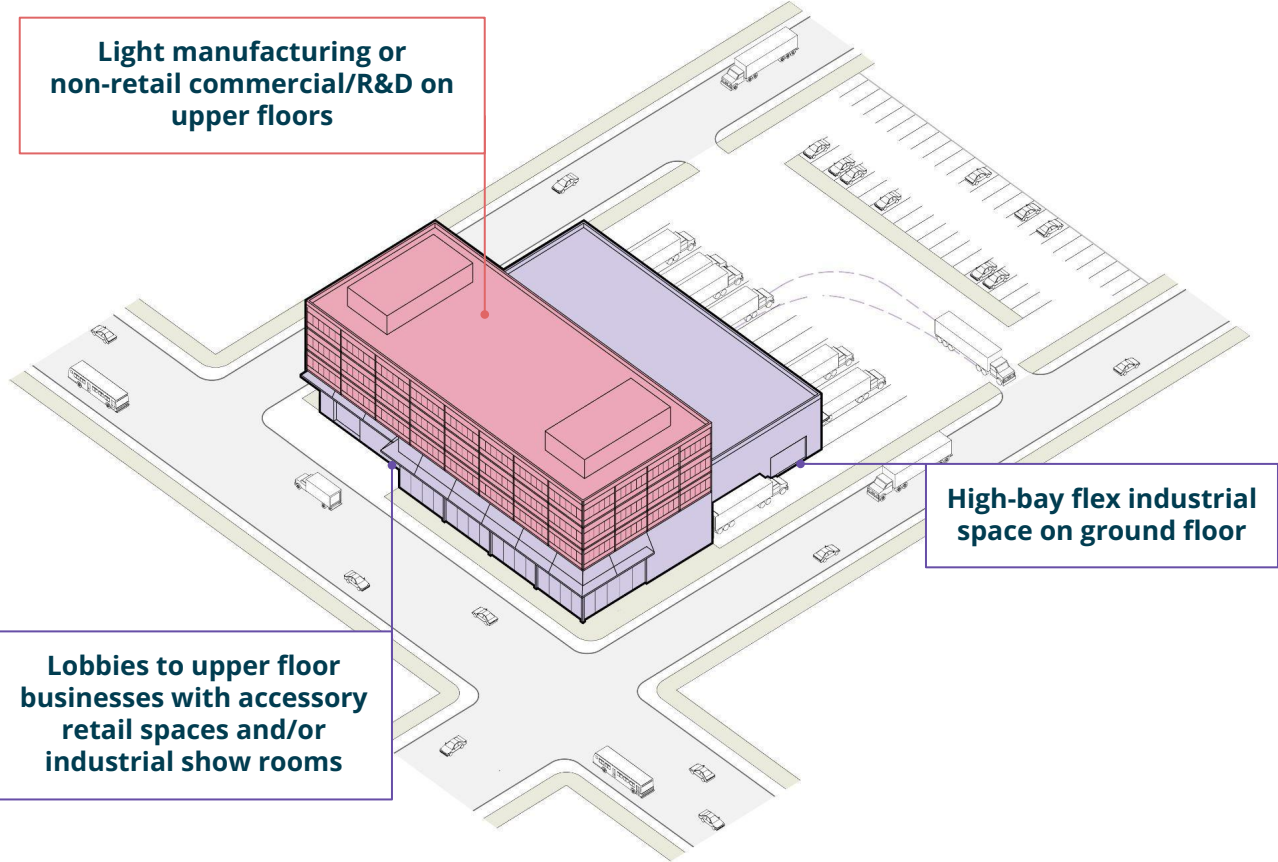 Light manufacturing or
non-retail commercial/R&D on
upper floors
High-bay flex industrial
space on ground floor
Lobbies to upper floor
businesses with accessory
retail spaces and/or
industrial show rooms